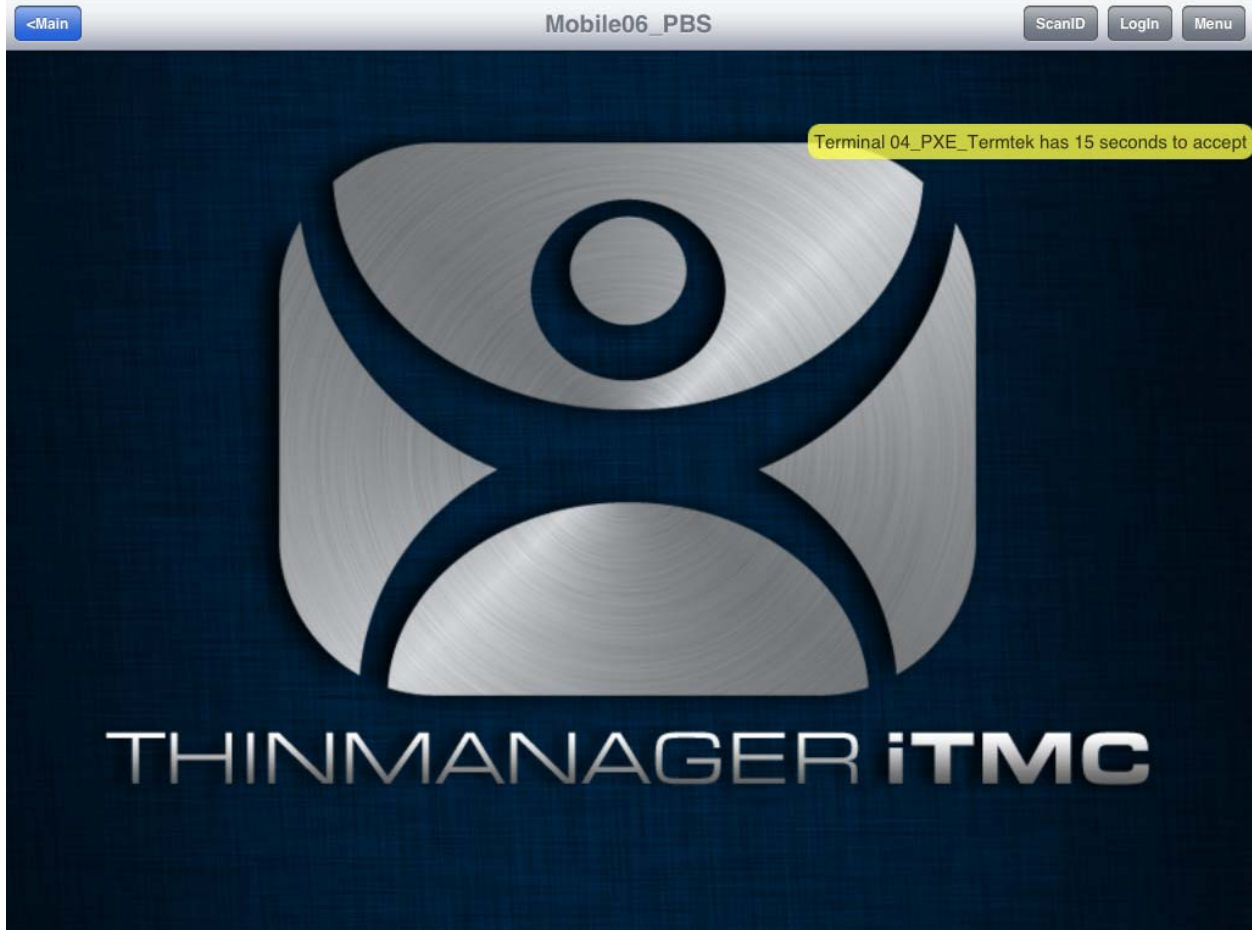 <Main
Mobile06_PBS
ScanID
LogIn
Menu
Terminal 04_PXE_Termtek has 15 seconds to accept
THINMANAGER iTMC